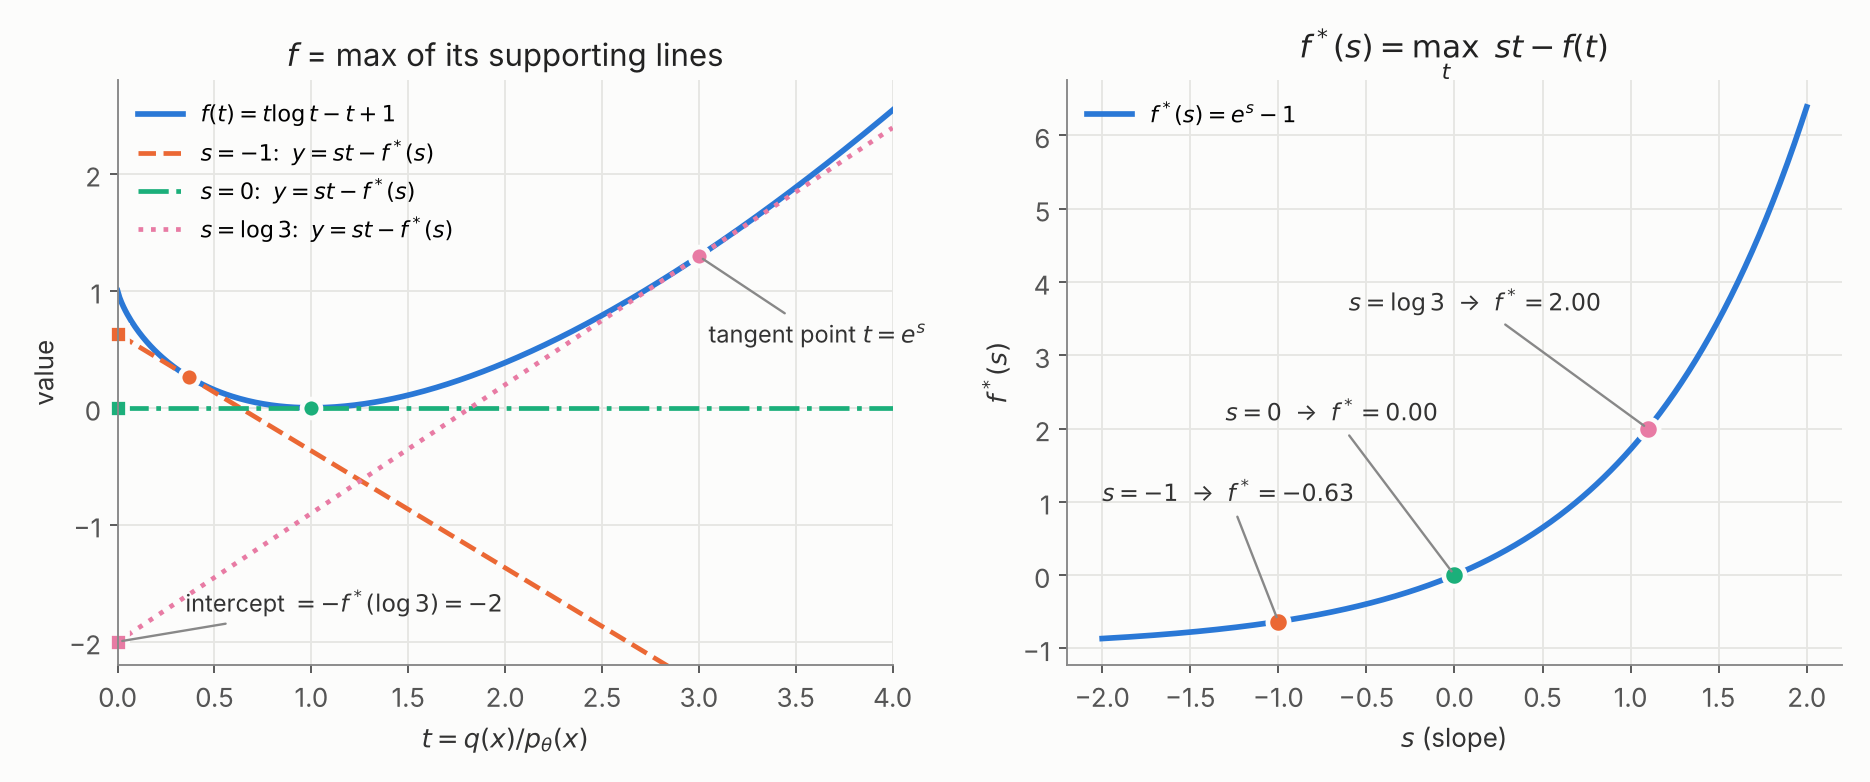 f = max of its supporting lines
f(t) = t log t − t + 1
s = −1: y = st − f*(s)
s = 0: y = st − f*(s)
s = log 3: y = st − f*(s)
tangent point t = e^s
intercept = −f*(log 3) = −2
value
2
1
0
−1
−2
0.0 0.5 1.0 1.5 2.0 2.5 3.0 3.5 4.0
t = q(x)/p_θ(x)
f*(s) = max st − f(t)
t
f*(s) = e^s − 1
s = log 3 → f* = 2.00
s = 0 → f* = 0.00
s = −1 → f* = −0.63
f*(s)
6
5
4
3
2
1
0
−1
−2.0 −1.5 −1.0 −0.5 0.0 0.5 1.0 1.5 2.0
s (slope)